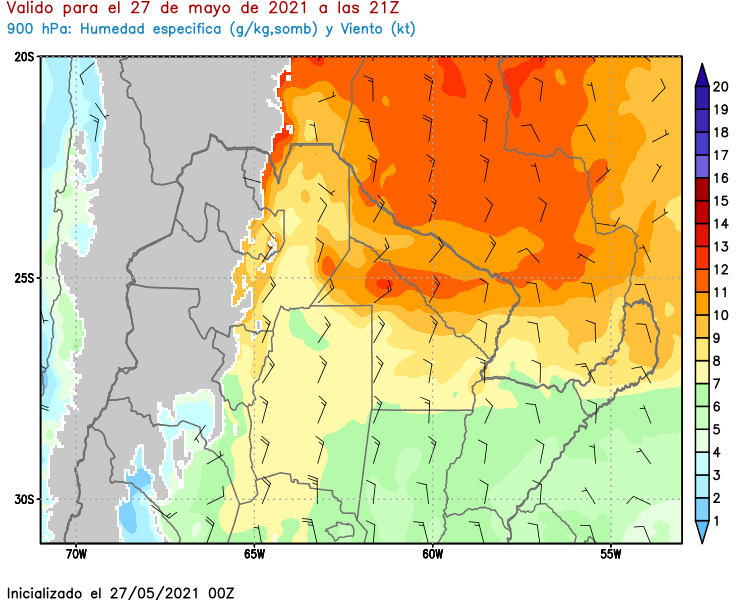 Valido para el 27 de mayo de 2021 a las 21Z
900 hPa: Humedad especifica (g/kg,somb) y Viento (kt)
20S
25S
30S
70W 65W 60W 55W
20
19
18
17
16
15
14
13
12
11
10
9
8
7
6
5
4
3
2
1
Inicializado el 27/05/2021 00Z